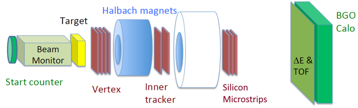 Halbach magnets
BGO
Calo
Target
Beam
Monitor
ΔE &
TOF
Start counter
Vertex
Inner
tracker
Silicon
Microstrips